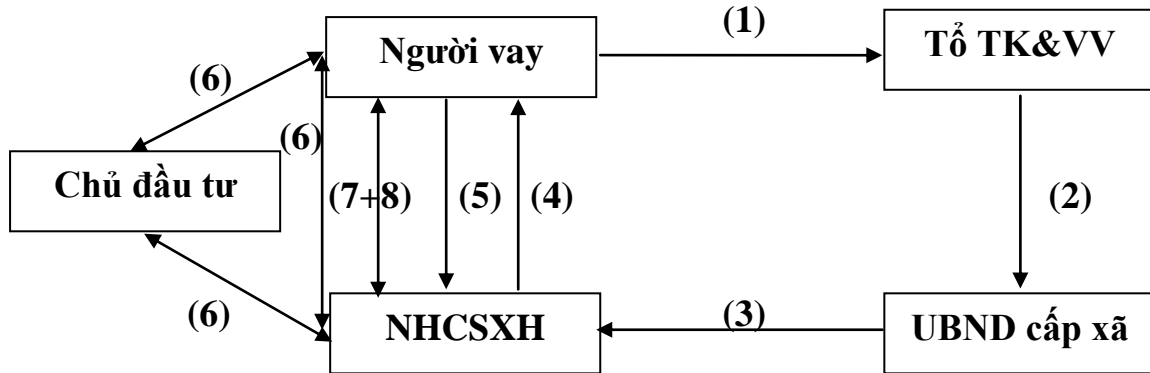 (1)
Người vay
Tổ TK&VV
(6)
(6)
Chủ đầu tư
(7+8)
(5)
(4)
(2)
(6)
NHCSXH
(3)
UBND cấp xã